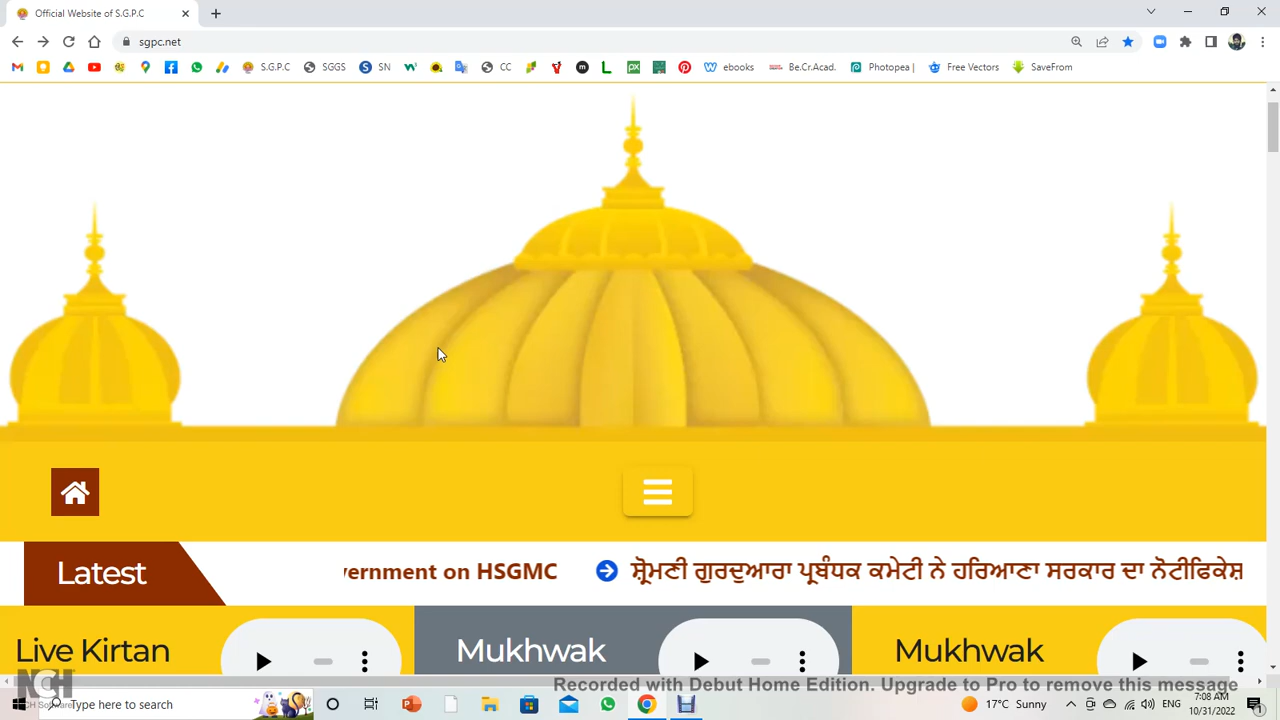 Official Website of S.G.P.C
sgpc.net
S.G.P.C SGGS SN CC ebooks Be.Cr.Acad. Photopea | Free Vectors SaveFrom
Latest
vernment on HSGMC
ਸ਼੍ਰੋਮਣੀ ਗੁਰਦੁਆਰਾ ਪ੍ਰਬੰਧਕ ਕਮੇਟੀ ਨੇ ਹਰਿਆਣਾ ਸਰਕਾਰ ਦਾ ਨੋਟੀਫਿਕੇਸ਼
Live Kirtan
Mukhwak
Mukhwak
NCH Software
Recorded with Debut Home Edition. Upgrade to Pro to remove this message
Type here to search
17°C Sunny
ENG
7:08 AM
10/31/2022